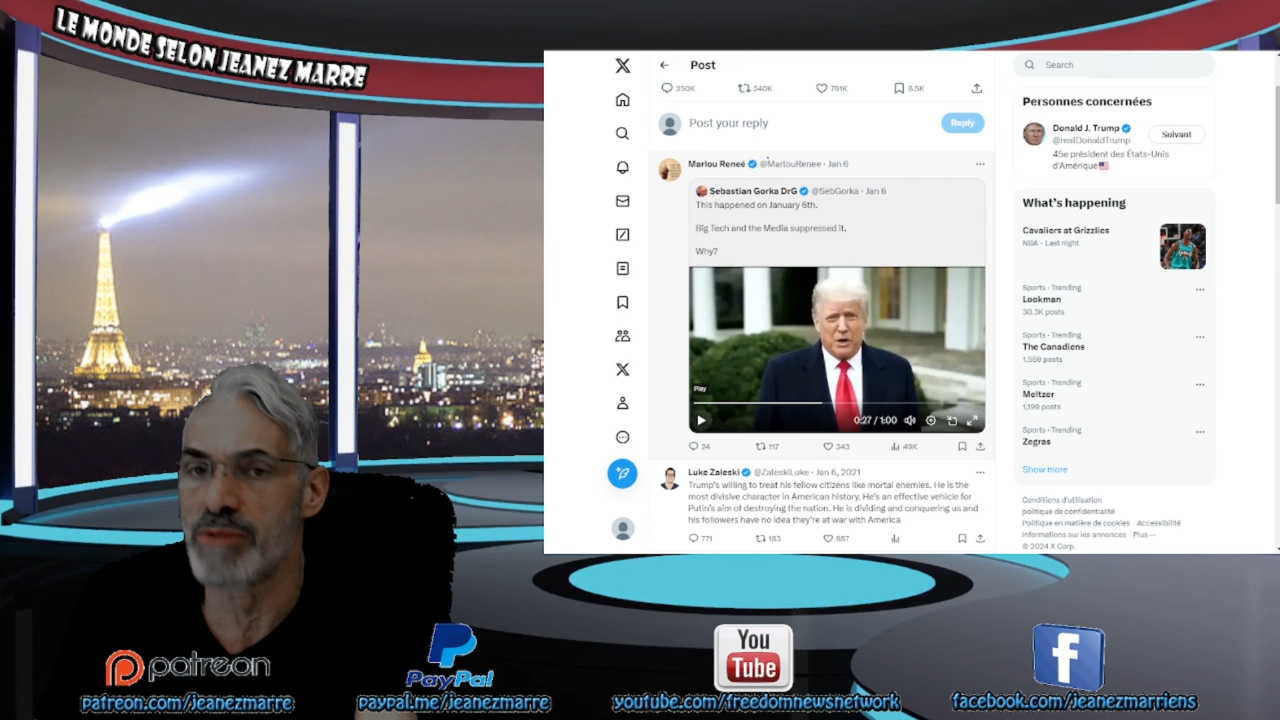 LE MONDE SELON JEANEZ MARRE
Post
350K 240K 761K 6.5K
Post your reply
Reply
Marlou Reneé @MarlouRenee · Jan 6
Sebastian Gorka DrG @SebGorka · Jan 6
This happened on January 6th.
Big Tech and the Media suppressed it.
Why?
Play
0:27 / 1:00
24 117 343 49K
Luke Zaleski @ZaleskiLuke · Jan 6, 2021
Trump's willing to treat his fellow citizens like mortal enemies. He is the
most divisive character in American history. He's an effective vehicle for
Putin's aim of destroying the nation. He is dividing and conquering us and
his followers have no idea they're at war with America
771 183 887
Search
Personnes concernées
Donald J. Trump
@realDonaldTrump
Suivant
45e président des États-Unis
d'Amérique
What's happening
Cavaliers at Grizzlies
NBA · Last night
Sports · Trending
Lookman
30.3K posts
Sports · Trending
The Canadiens
1,559 posts
Sports · Trending
Meltzer
1,199 posts
Sports · Trending
Zegras
Show more
Conditions d'utilisation
politique de confidentialité
Politique en matière de cookies Accessibilité
Informations sur les annonces Plus
© 2024 X Corp.
patreon
patreon.com/jeanezmarre
PayPal
paypal.me/jeanezmarre
You
Tube
youtube.com/freedomnewsnetwork
facebook.com/jeanezmarriens